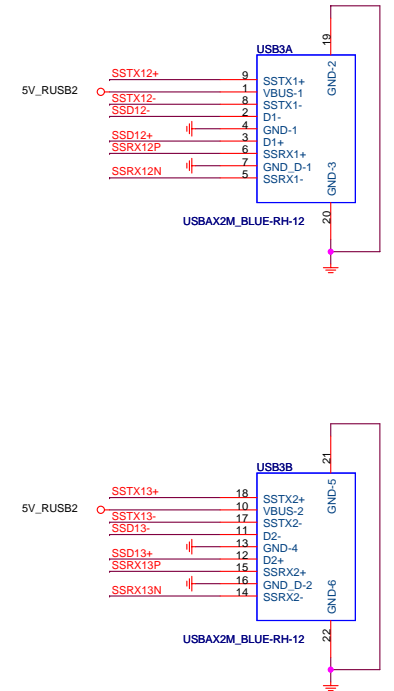 19
USB3A
SSTX12+ 9 SSTX1+ GND-2
5V_RUSB2 1 VBUS-1
SSTX12- 8 SSTX1-
SSD12- 2 D1-
4 GND-1
SSD12+ 3 D1+
SSRX12P 6 SSRX1+
7 GND_D-1
SSRX12N 5 SSRX1- GND-3
USBAX2M_BLUE-RH-12 20
21
USB3B
SSTX13+ 18 SSTX2+ GND-5
5V_RUSB2 10 VBUS-2
SSTX13- 17 SSTX2-
SSD13- 11 D2-
13 GND-4
SSD13+ 12 D2+
SSRX13P 15 SSRX2+
16 GND_D-2
SSRX13N 14 SSRX2- GND-6
USBAX2M_BLUE-RH-12 22